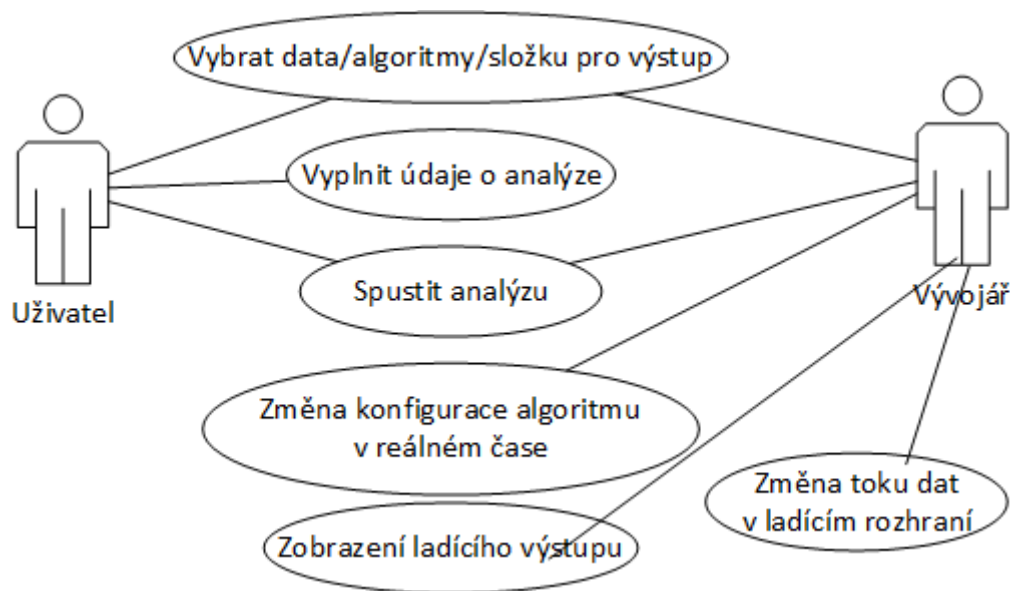 Vybrat data/algoritmy/složku pro výstup
Vyplnit údaje o analýze
Spustit analýzu
Uživatel
Vývojář
Změna konfigurace algoritmu
v reálném čase
Změna toku dat
v ladícím rozhraní
Zobrazení ladícího výstupu